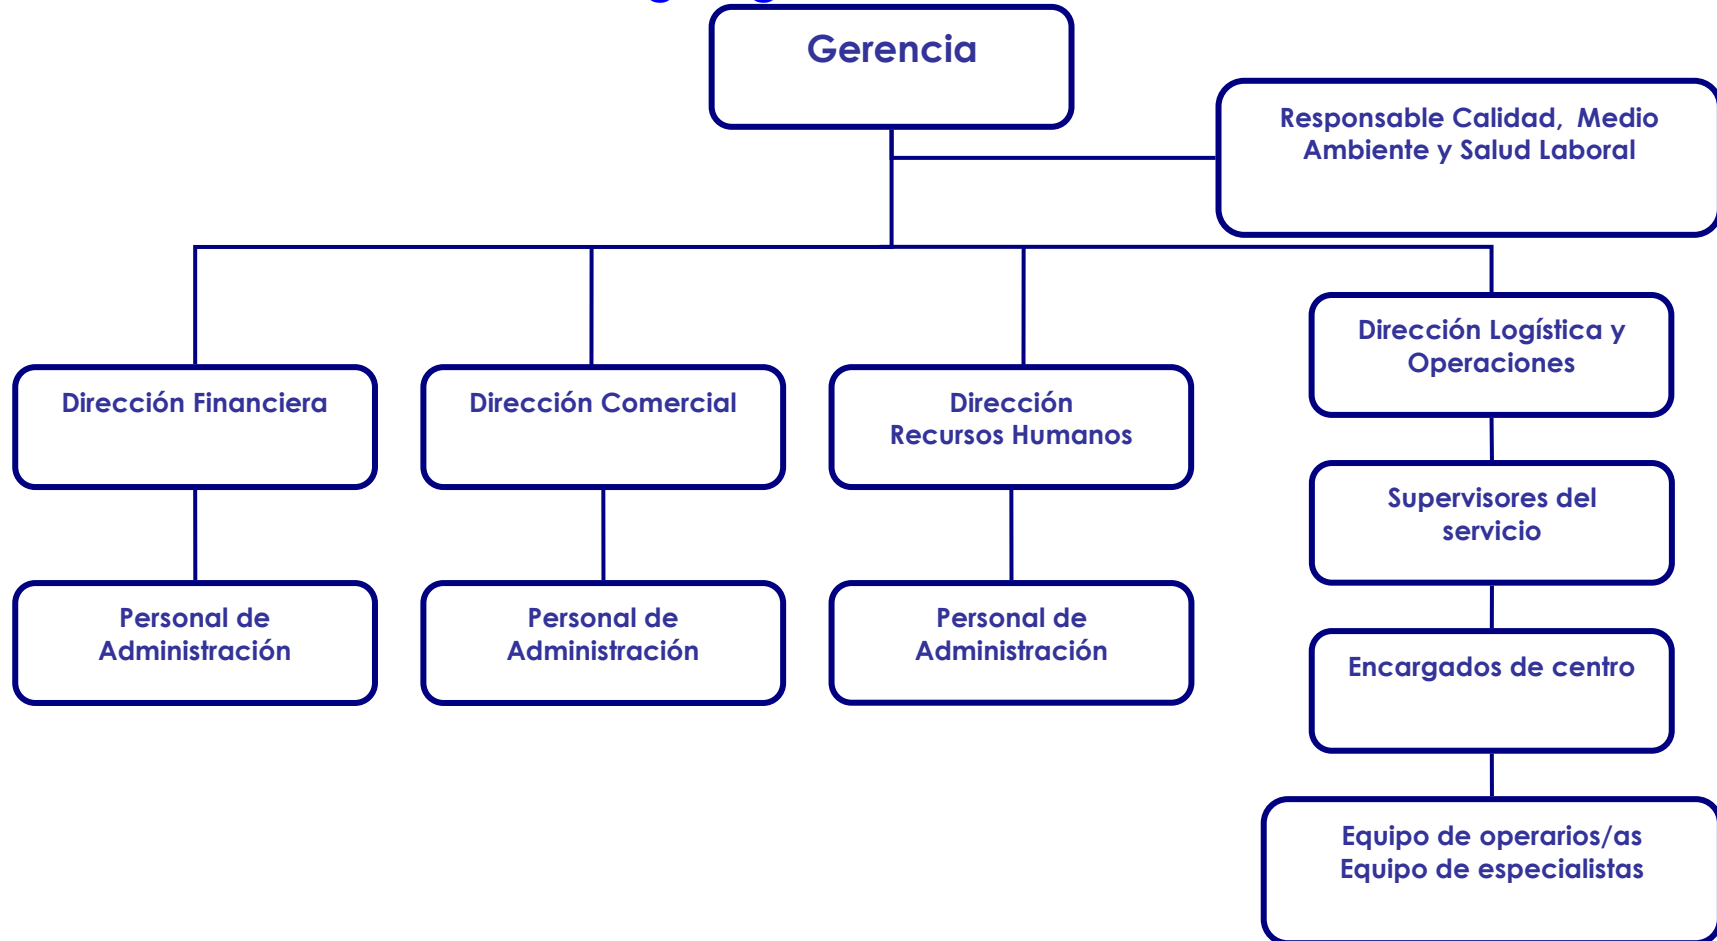 Gerencia
Responsable Calidad, Medio
Ambiente y Salud Laboral
Dirección Logística y
Operaciones
Dirección Financiera
Dirección Comercial
Dirección
Recursos Humanos
Supervisores del
servicio
Personal de
Administración
Personal de
Administración
Personal de
Administración
Encargados de centro
Equipo de operarios/as
Equipo de especialistas